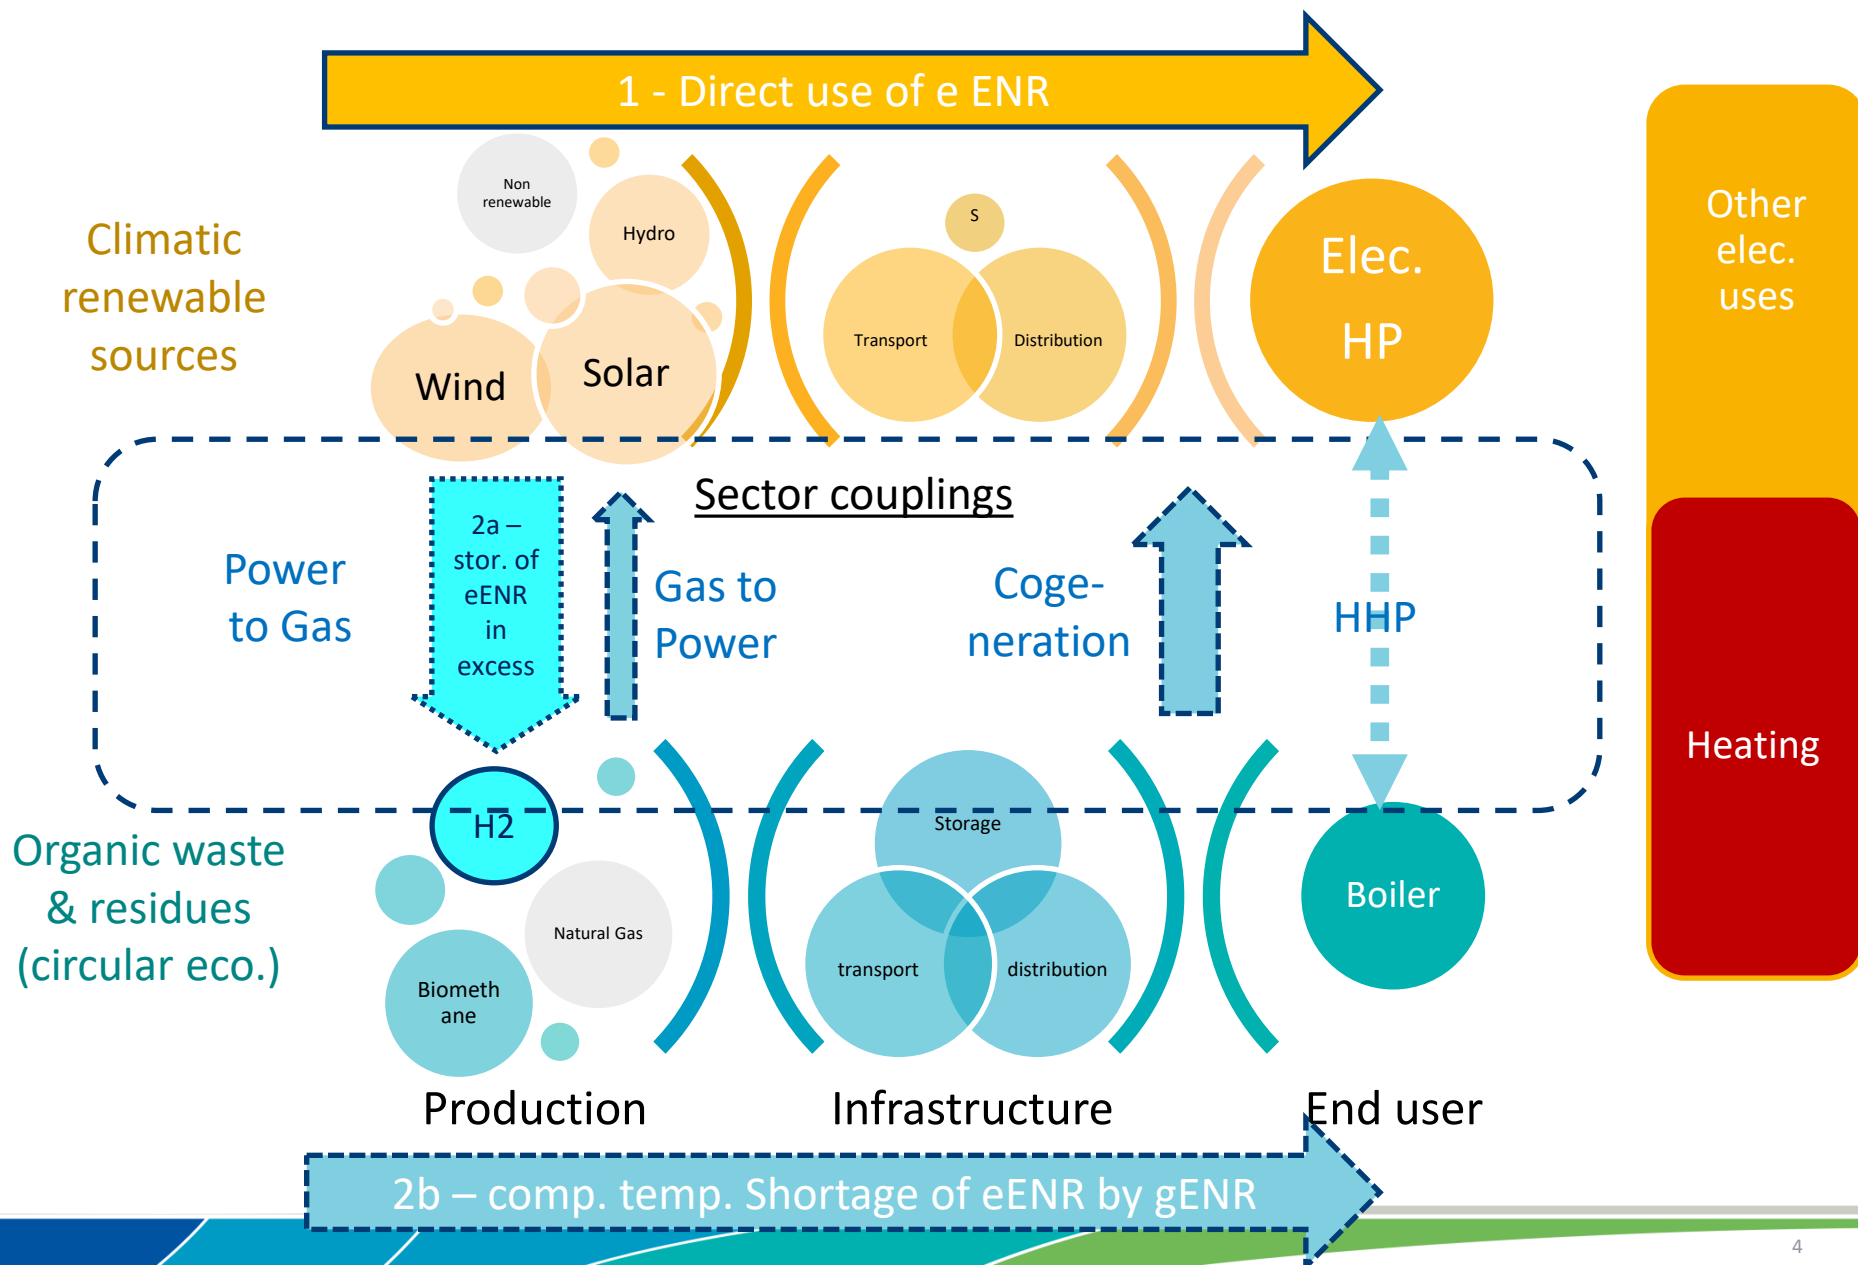 1 - Direct use of e ENR
Climatic
renewable
sources
Non
renewable
Hydro
Wind
Solar
S
Transport
Distribution
Elec.
HP
Other
elec.
uses
Sector couplings
Power
to Gas
2a –
stor. of
eENR
in
excess
Gas to
Power
Coge-
neration
HHP
Heating
Organic waste
& residues
(circular eco.)
H2
Natural Gas
Biometh
ane
Storage
transport
distribution
Boiler
Production
Infrastructure
End user
2b – comp. temp. Shortage of eENR by gENR
4